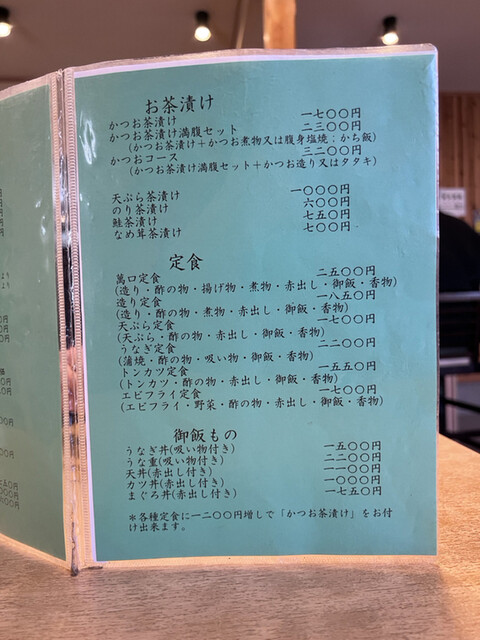 お茶漬け
かつお茶漬け 一七〇〇円
かつお茶漬け満腹セット 二三〇〇円
(かつお茶漬け+かつお煮物又は腹身塩焼;かち飯)
かつおコース 三二〇〇円
(かつお茶漬け満腹セット+かつお造り又はタタキ)
天ぷら茶漬け 一〇〇〇円
のり茶漬け 六〇〇円
鮭茶漬け 七五〇円
なめ茸茶漬け 七〇〇円
定食
萬口定食 二五〇〇円
(造り・酢の物・揚げ物・煮物・赤出し・御飯・香物)
造り定食 一八五〇円
(造り・酢の物・煮物・赤出し・御飯・香物)
天ぷら定食 一七〇〇円
(天ぷら・酢の物・赤出し・御飯・香物)
うなぎ定食 二二〇〇円
(蒲焼・酢の物・吸い物・御飯・香物)
トンカツ定食 一五五〇円
(トンカツ・酢の物・赤出し・御飯・香物)
エビフライ定食 一七〇〇円
(エビフライ・野菜・酢の物・赤出し・御飯・香物)
御飯もの
うなぎ丼(吸い物付き) 一五〇〇円
うな重(吸い物付き) 二二〇〇円
天丼(赤出し付き) 一一〇〇円
カツ丼(赤出し付き) 一〇〇〇円
まぐろ丼(赤出し付き) 一七五〇円
*各種定食に一二〇〇円増しで「かつお茶漬け」をお付
け出来ます。